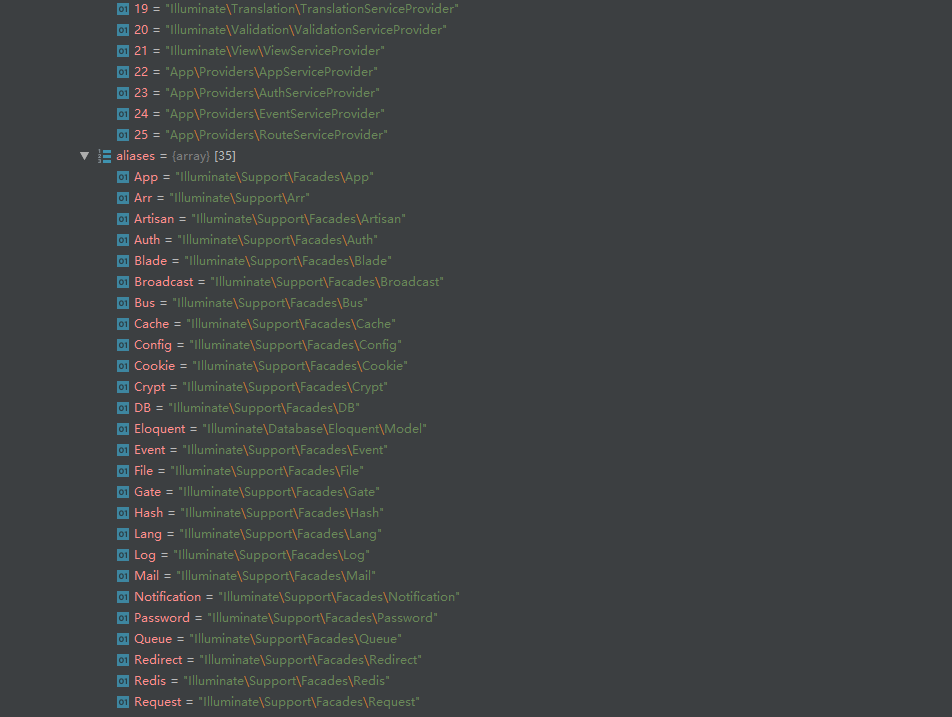 01 19 = "Illuminate\Translation\TranslationServiceProvider"
01 20 = "Illuminate\Validation\ValidationServiceProvider"
01 21 = "Illuminate\View\ViewServiceProvider"
01 22 = "App\Providers\AppServiceProvider"
01 23 = "App\Providers\AuthServiceProvider"
01 24 = "App\Providers\EventServiceProvider"
01 25 = "App\Providers\RouteServiceProvider"
aliases = {array} [35]
01 App = "Illuminate\Support\Facades\App"
01 Arr = "Illuminate\Support\Arr"
01 Artisan = "Illuminate\Support\Facades\Artisan"
01 Auth = "Illuminate\Support\Facades\Auth"
01 Blade = "Illuminate\Support\Facades\Blade"
01 Broadcast = "Illuminate\Support\Facades\Broadcast"
01 Bus = "Illuminate\Support\Facades\Bus"
01 Cache = "Illuminate\Support\Facades\Cache"
01 Config = "Illuminate\Support\Facades\Config"
01 Cookie = "Illuminate\Support\Facades\Cookie"
01 Crypt = "Illuminate\Support\Facades\Crypt"
01 DB = "Illuminate\Support\Facades\DB"
01 Eloquent = "Illuminate\Database\Eloquent\Model"
01 Event = "Illuminate\Support\Facades\Event"
01 File = "Illuminate\Support\Facades\File"
01 Gate = "Illuminate\Support\Facades\Gate"
01 Hash = "Illuminate\Support\Facades\Hash"
01 Lang = "Illuminate\Support\Facades\Lang"
01 Log = "Illuminate\Support\Facades\Log"
01 Mail = "Illuminate\Support\Facades\Mail"
01 Notification = "Illuminate\Support\Facades\Notification"
01 Password = "Illuminate\Support\Facades\Password"
01 Queue = "Illuminate\Support\Facades\Queue"
01 Redirect = "Illuminate\Support\Facades\Redirect"
01 Redis = "Illuminate\Support\Facades\Redis"
01 Request = "Illuminate\Support\Facades\Request"